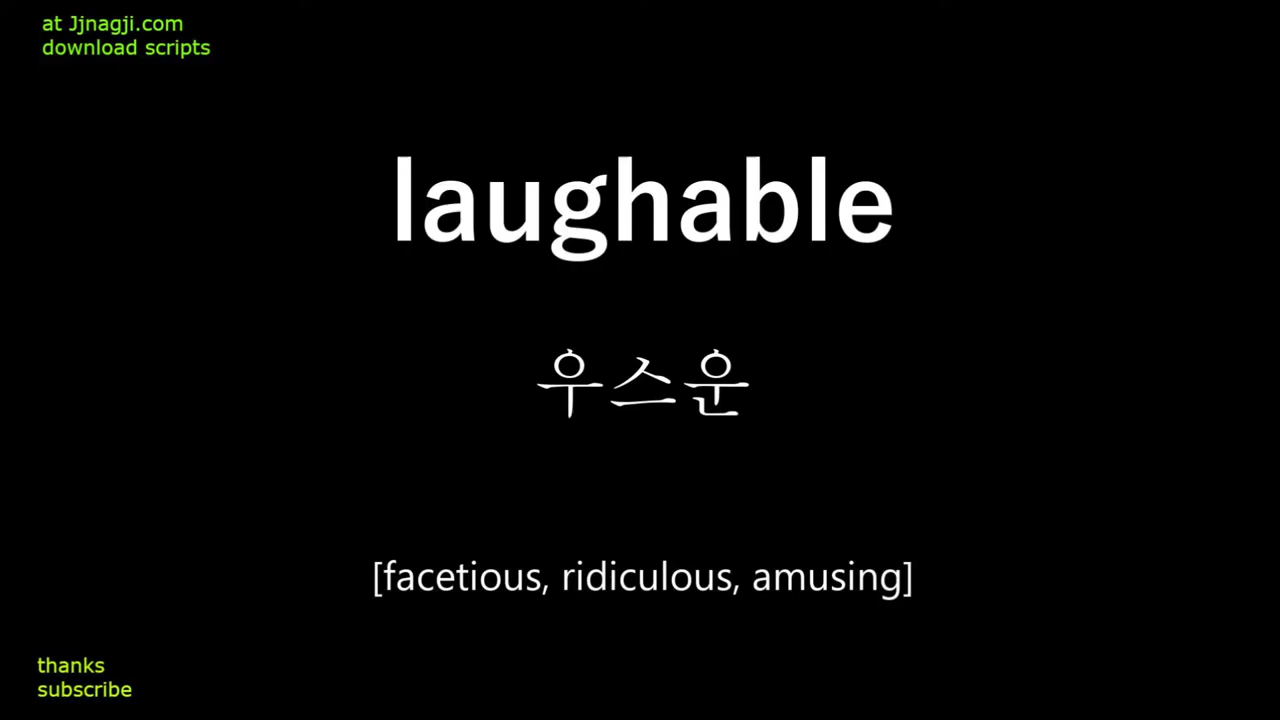 at Jjnagji.com
download scripts
laughable
우스운
[facetious, ridiculous, amusing]
thanks
subscribe